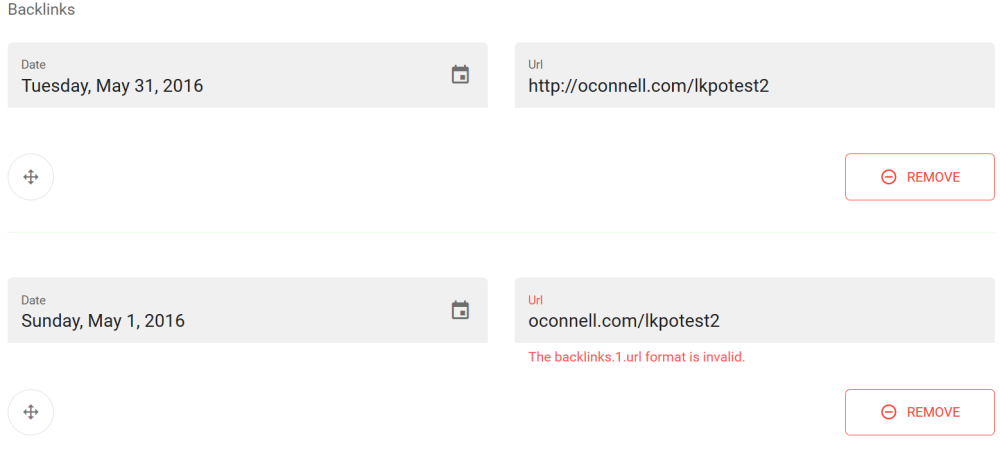 Backlinks
Date
Tuesday, May 31, 2016
Url
http://oconnell.com/lkpotest2
REMOVE
Date
Sunday, May 1, 2016
Url
oconnell.com/lkpotest2
The backlinks.1.url format is invalid.
REMOVE